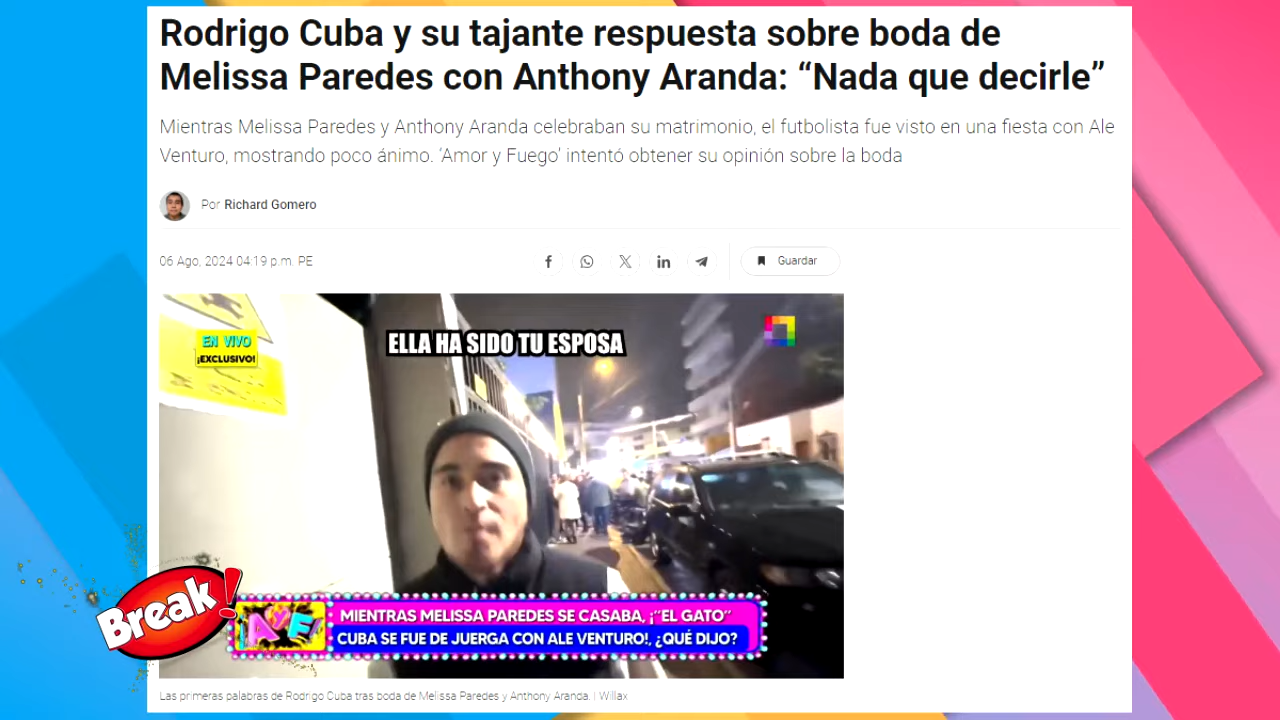 Rodrigo Cuba y su tajante respuesta sobre boda de
Melissa Paredes con Anthony Aranda: “Nada que decirle”
Mientras Melissa Paredes y Anthony Aranda celebraban su matrimonio, el futbolista fue visto en una fiesta con Ale
Venturo, mostrando poco ánimo. ‘Amor y Fuego’ intentó obtener su opinión sobre la boda
Por Richard Gomero
06 Ago, 2024 04:19 p.m. PE
Guardar
EN VIVO
¡EXCLUSIVO!
ELLA HA SIDO TU ESPOSA
Break!
AyF!
MIENTRAS MELISSA PAREDES SE CASABA, ¡“EL GATO”
CUBA SE FUE DE JUERGA CON ALE VENTURO!, ¿QUÉ DIJO?
Las primeras palabras de Rodrigo Cuba tras boda de Melissa Paredes y Anthony Aranda. | Willax